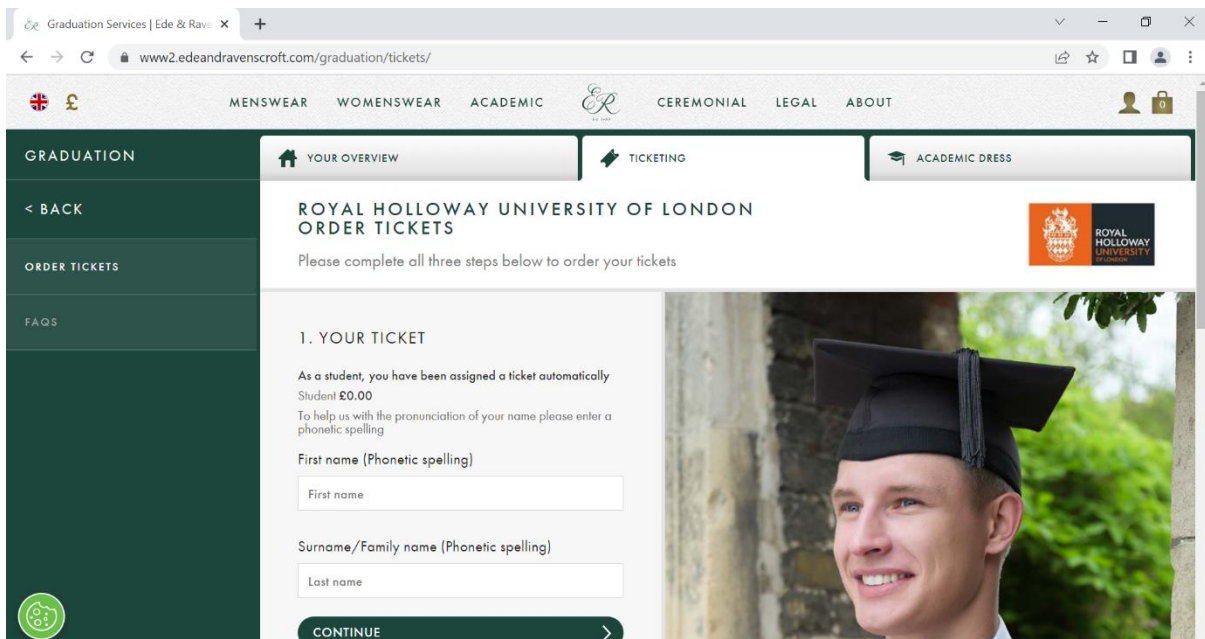 Graduation Services | Ede & Rave
www2.edeandravenscroft.com/graduation/tickets/
£
MENSWEAR WOMENSWEAR ACADEMIC ER CEREMONIAL LEGAL ABOUT
0
GRADUATION
YOUR OVERVIEW
TICKETING
ACADEMIC DRESS
< BACK
ORDER TICKETS
FAQS
ROYAL HOLLOWAY UNIVERSITY OF LONDON
ORDER TICKETS
Please complete all three steps below to order your tickets
ROYAL
HOLLOWAY
UNIVERSITY
OF LONDON
1. YOUR TICKET
As a student, you have been assigned a ticket automatically
Student £0.00
To help us with the pronunciation of your name please enter a
phonetic spelling
First name (Phonetic spelling)
First name
Surname/Family name (Phonetic spelling)
Last name
CONTINUE